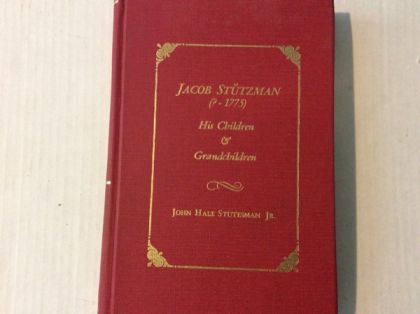 JACOB STÜTZMAN
(? - 1775)
His Children
&
Grandchildren
JOHN HALE STUTESMAN JR.